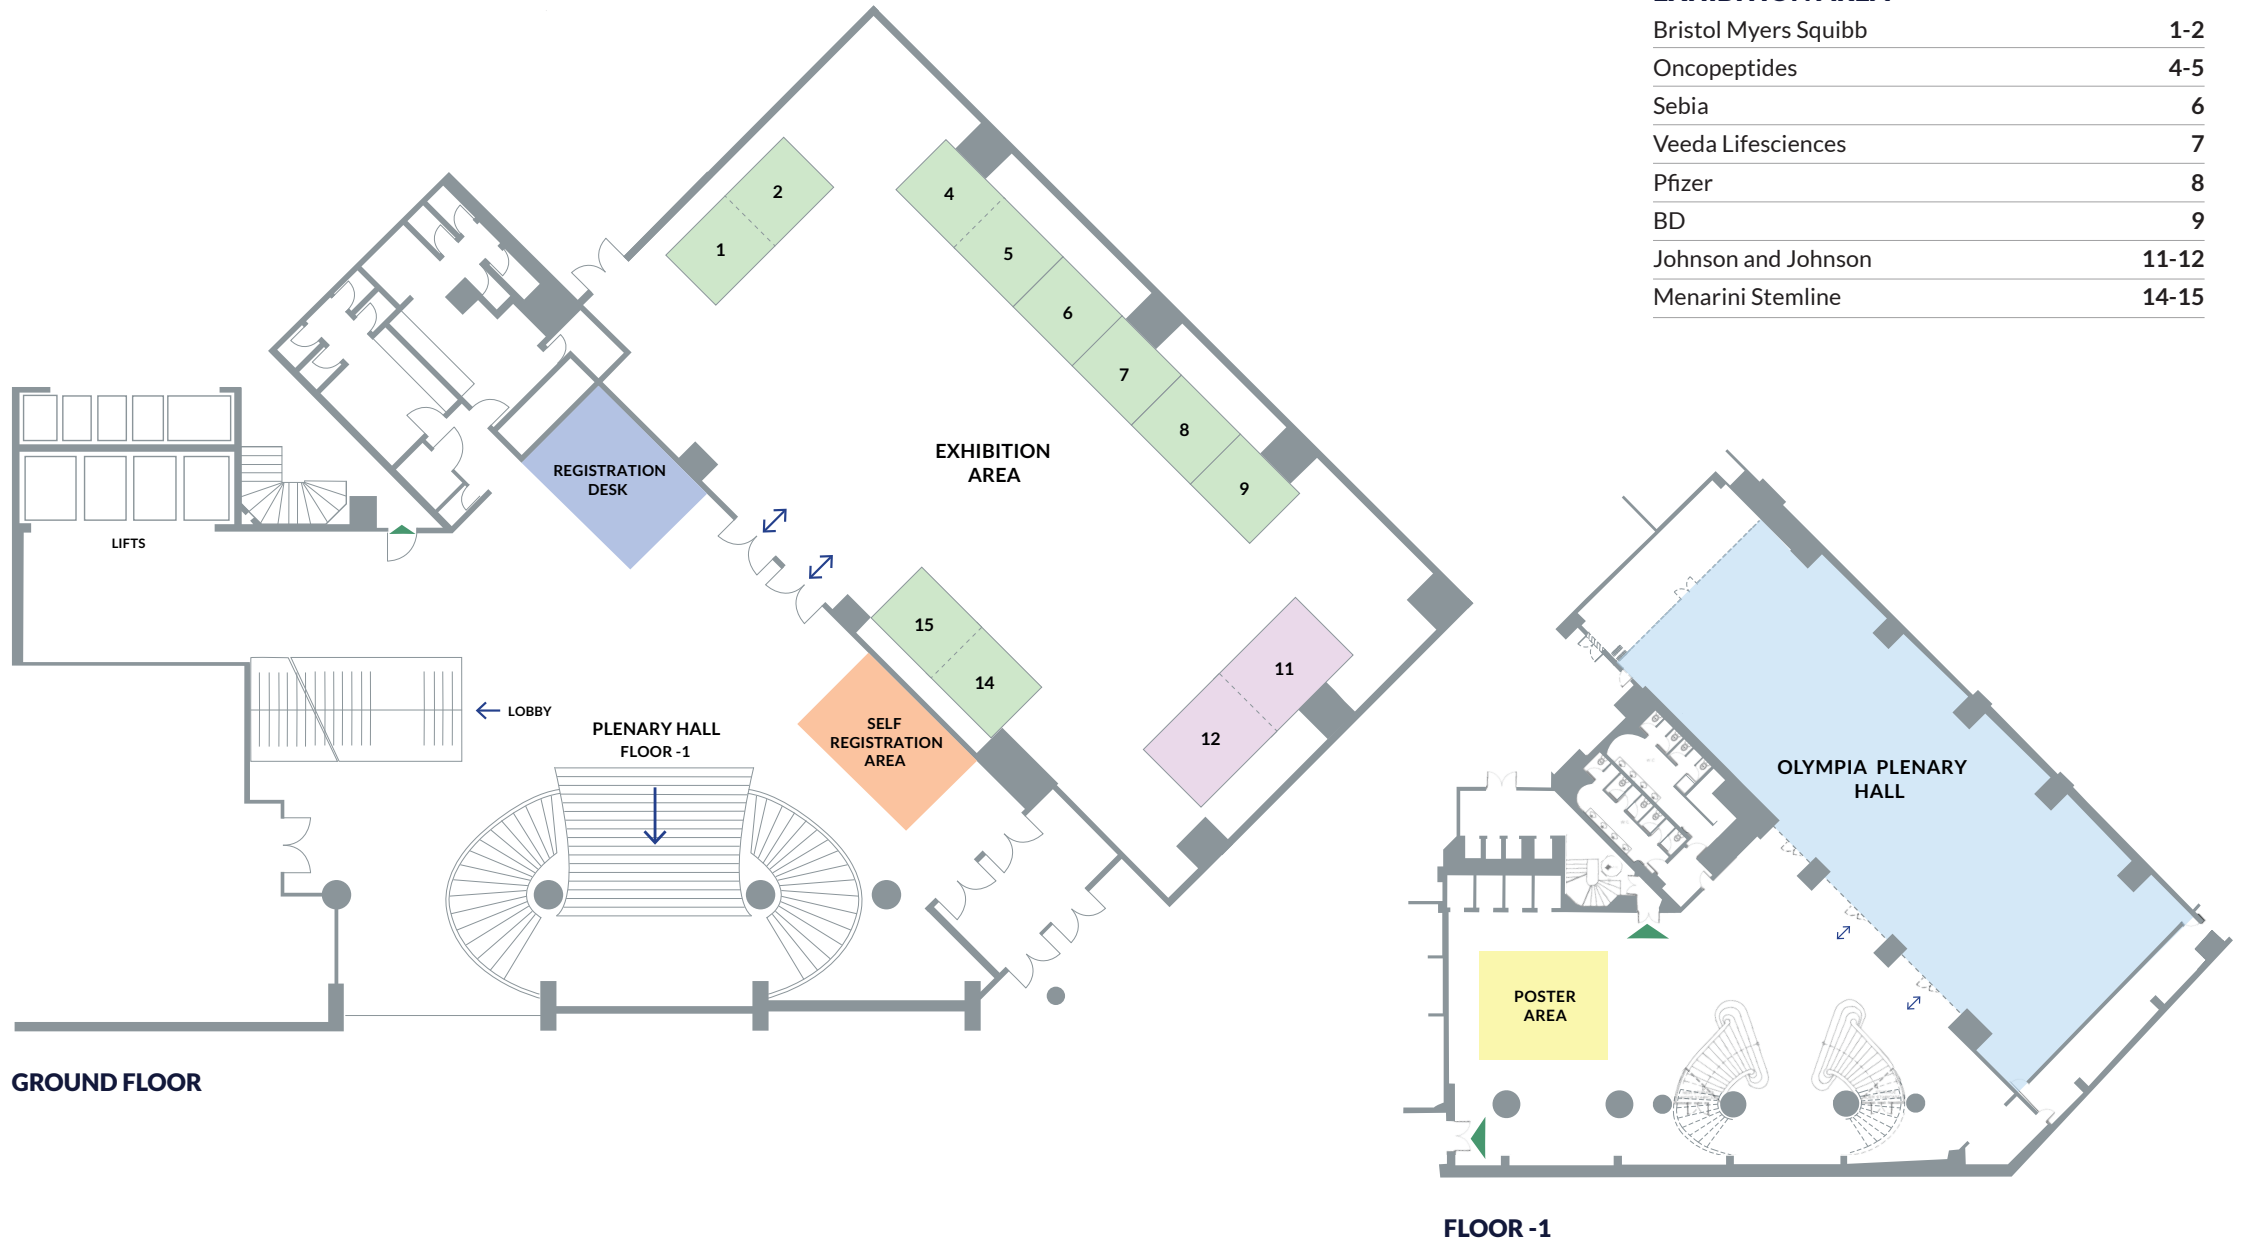 EXHIBITION AREA
Bristol Myers Squibb 1-2
Oncopeptides 4-5
Sebia 6
Veeda Lifesciences 7
Pfizer 8
BD 9
Johnson and Johnson 11-12
Menarini Stemline 14-15
2
1
4
5
6
7
8
9
EXHIBITION
AREA
REGISTRATION
DESK
LIFTS
15
14
11
12
LOBBY
PLENARY HALL
FLOOR -1
SELF
REGISTRATION
AREA
GROUND FLOOR
OLYMPIA PLENARY
HALL
POSTER
AREA
FLOOR -1